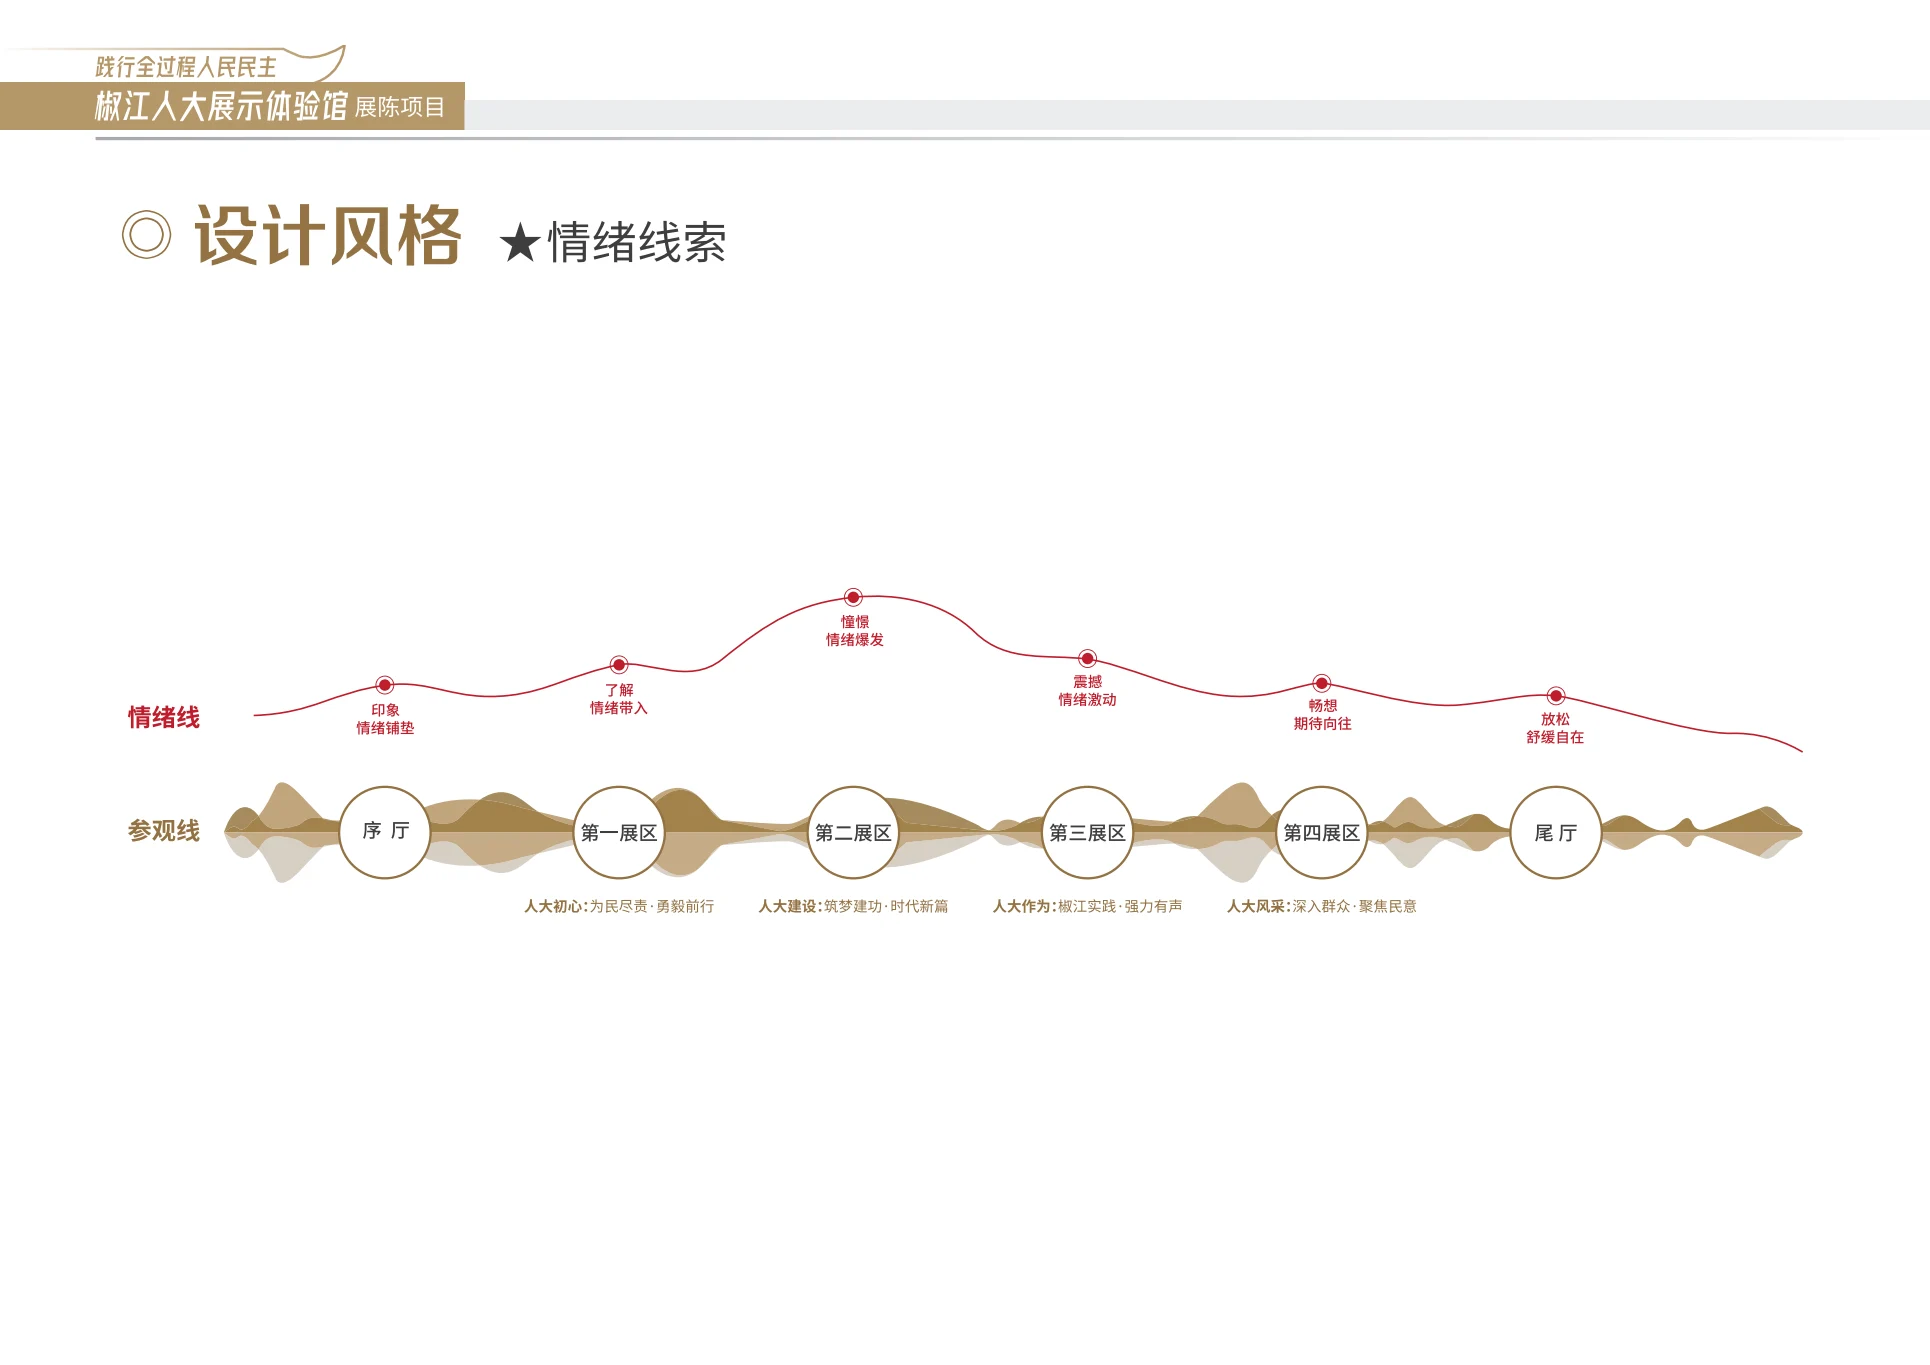 践行全过程人民民主
椒江人大展示体验馆 展陈项目
◎ 设计风格 ★情绪线索
情绪线
印象
情绪铺垫
了解
情绪带入
憧憬
情绪爆发
震撼
情绪激动
畅想
期待向往
放松
舒缓自在
参观线
序 厅
第一展区
第二展区
第三展区
第四展区
尾 厅
人大初心：为民尽责·勇毅前行
人大建设：筑梦建功·时代新篇
人大作为：椒江实践·强力有声
人大风采：深入群众·聚焦民意